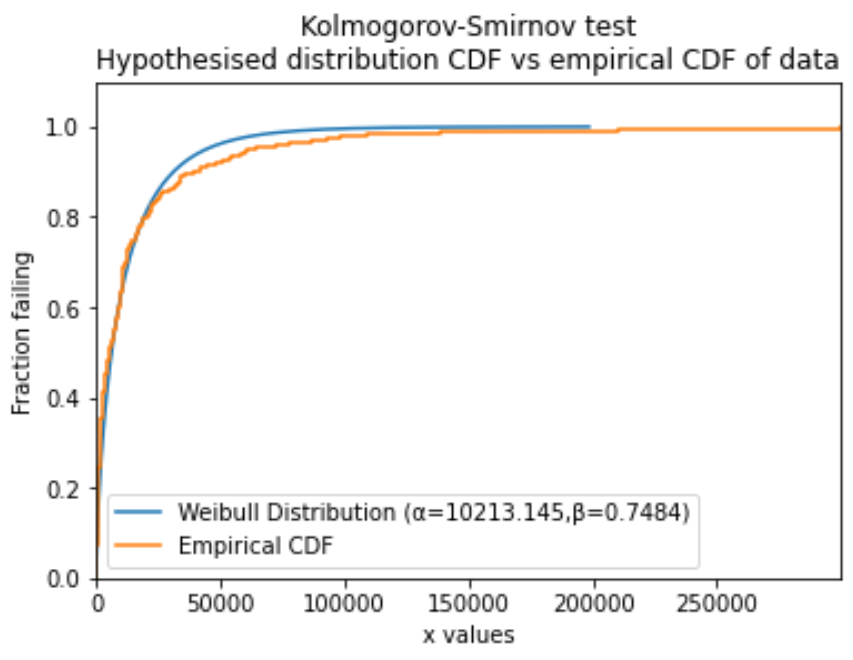 Kolmogorov-Smirnov test
Hypothesised distribution CDF vs empirical CDF of data
1.0
0.8
0.6
0.4
0.2
0.0
Fraction failing
Weibull Distribution (α=10213.145,β=0.7484)
Empirical CDF
0 50000 100000 150000 200000 250000
x values